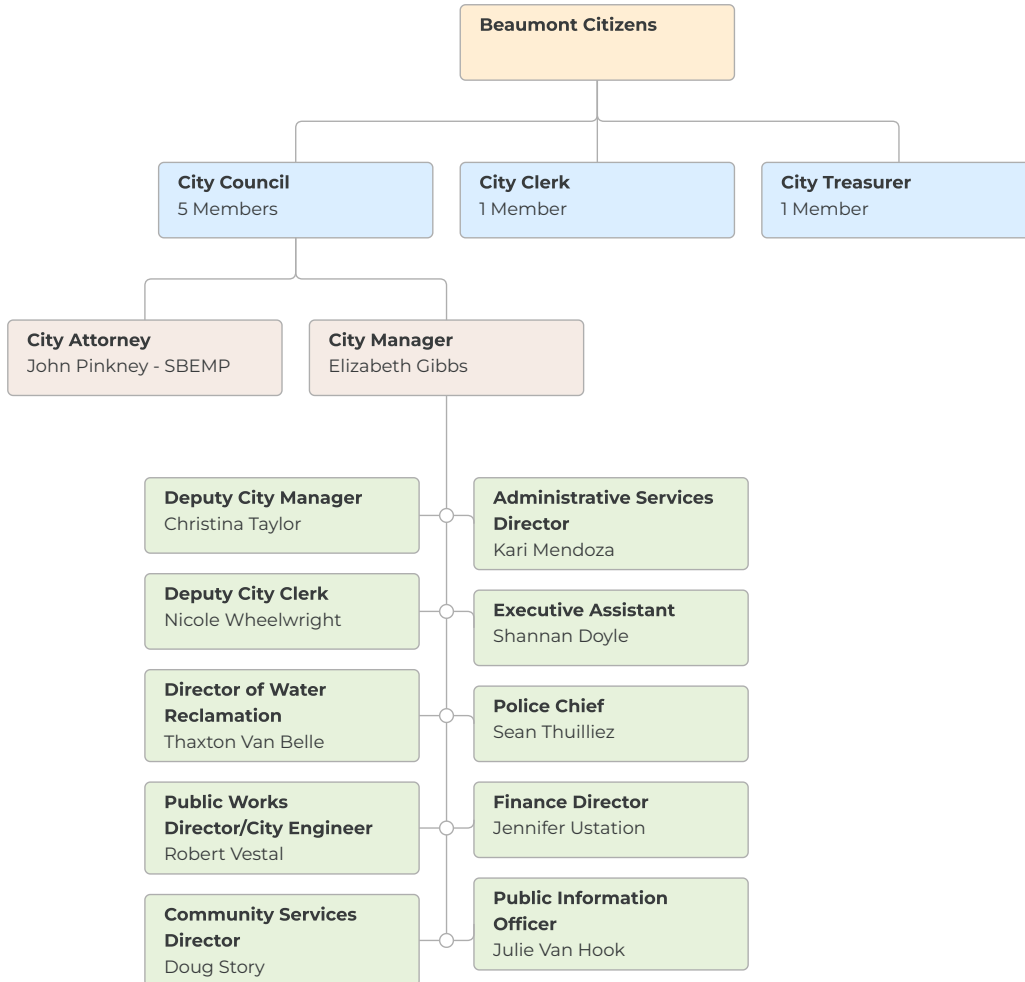 Beaumont Citizens
City Council
5 Members
City Clerk
1 Member
City Treasurer
1 Member
City Attorney
John Pinkney - SBEMP
City Manager
Elizabeth Gibbs
Deputy City Manager
Christina Taylor
Administrative Services
Director
Kari Mendoza
Deputy City Clerk
Nicole Wheelwright
Executive Assistant
Shannan Doyle
Director of Water
Reclamation
Thaxton Van Belle
Police Chief
Sean Thuilliez
Public Works
Director/City Engineer
Robert Vestal
Finance Director
Jennifer Ustation
Community Services
Director
Doug Story
Public Information
Officer
Julie Van Hook